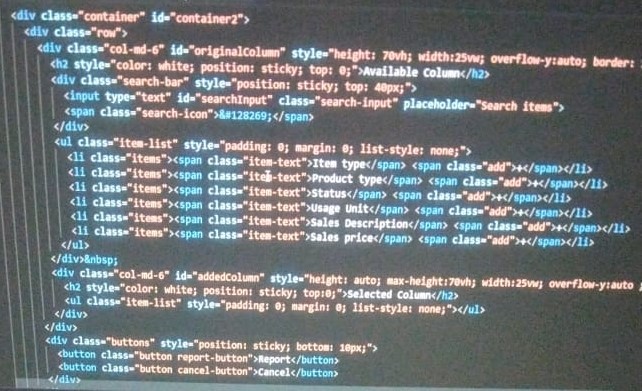 <div class="container" id="container2">
<div class="row">
<div class="col-md-6" id="originalColumn" style="height: 70vh; width:25vw; overflow-y:auto; border:
<h2 style="color: white; position: sticky; top: 0;">Available Column</h2>
<div class="search-bar" style="position: sticky; top: 40px;">
<input type="text" id="searchInput" class="search-input" placeholder="Search items">
<span class="search-icon">&#128269;</span>
</div>
<ul class="item-list" style="padding: 0; margin: 0; list-style: none;">
<li class="items"><span class="item-text">Item type</span> <span class="add">+</span></li>
<li class="items"><span class="item-text">Product type</span> <span class="add">+</span></li>
<li class="items"><span class="item-text">Status</span> <span class="add">+</span></li>
<li class="items"><span class="item-text">Usage Unit</span> <span class="add">+</span></li>
<li class="items"><span class="item-text">Sales Description</span> <span class="add">+</span></li>
<li class="items"><span class="item-text">Sales price</span> <span class="add">+</span></li>
</ul>
</div>&nbsp;
<div class="col-md-6" id="addedColumn" style="height: auto; max-height:70vh; width:25vw; overflow-y:auto ;
<h2 style="color: white; position: sticky; top:0;">Selected Column</h2>
<ul class="item-list" style="padding: 0; margin: 0; list-style: none;"></ul>
</div>
</div>
<div class="buttons" style="position: sticky; bottom: 10px;">
<button class="button report-button">Report</button>
<button class="button cancel-button">Cancel</button>
</div>